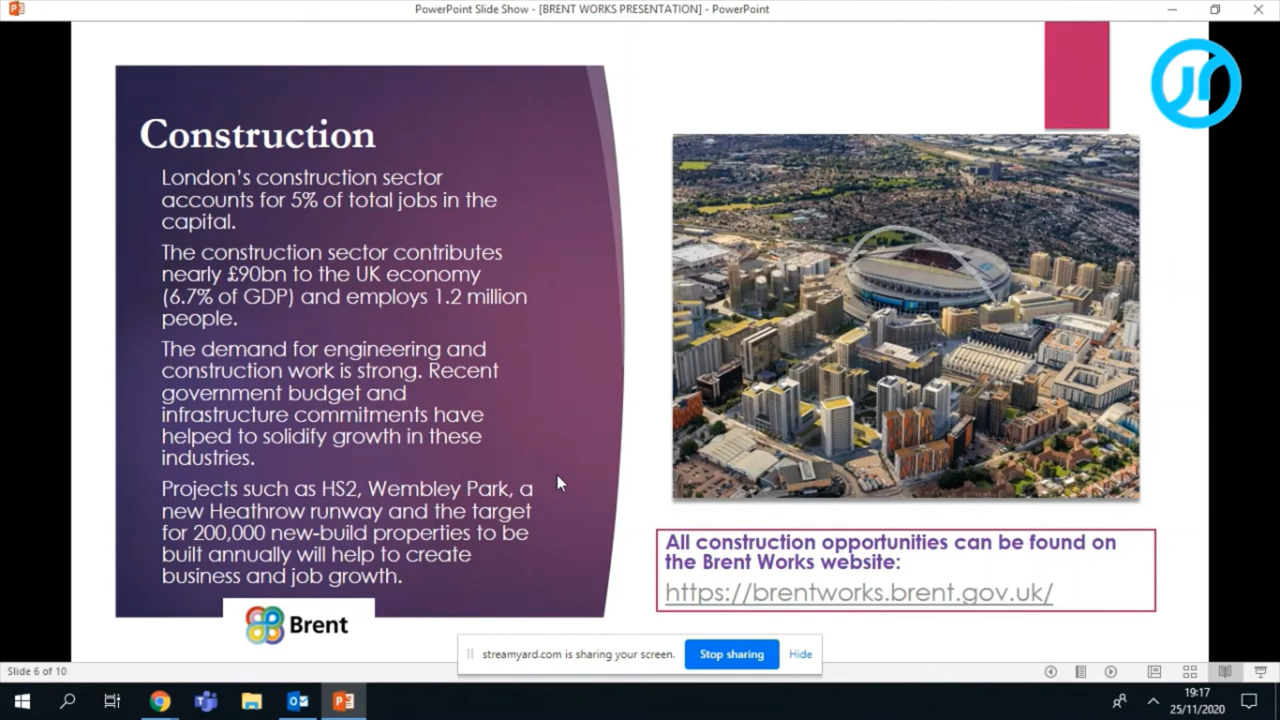 PowerPoint Slide Show - [BRENT WORKS PRESENTATION] - PowerPoint
Construction
London's construction sector
accounts for 5% of total jobs in the
capital.
The construction sector contributes
nearly £90bn to the UK economy
(6.7% of GDP) and employs 1.2 million
people.
The demand for engineering and
construction work is strong. Recent
government budget and
infrastructure commitments have
helped to solidify growth in these
industries.
Projects such as HS2, Wembley Park, a
new Heathrow runway and the target
for 200,000 new-build properties to be
built annually will help to create
business and job growth.
Brent
All construction opportunities can be found on
the Brent Works website:
https://brentworks.brent.gov.uk/
streamyard.com is sharing your screen.
Stop sharing
Hide
Slide 6 of 10
19:17
25/11/2020